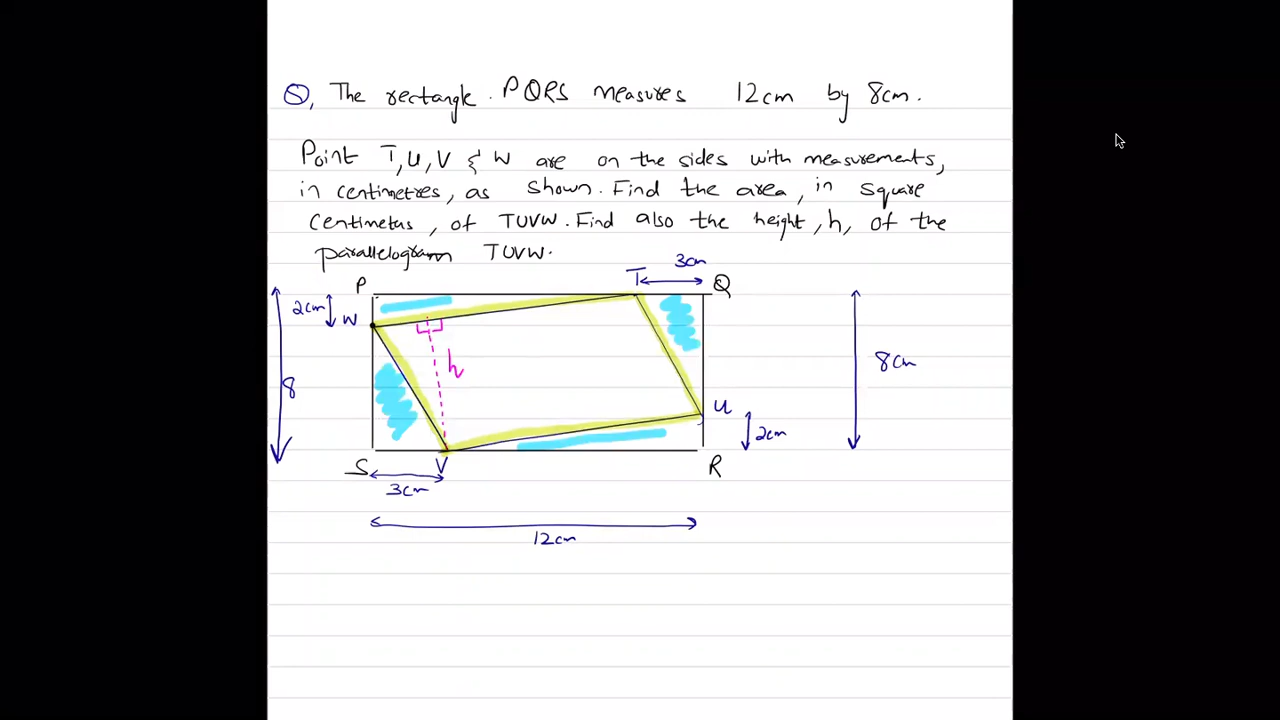 Q, The rectangle. PQRS measures 12cm by 8cm.
Point T, U, V & W are on the sides with measurements,
in centimetres, as shown. Find the area, in square
Centimetres, of TUVW. Find also the height, h, of the
parallelogram TUVW.
3cm
P T Q
2cm
W
h
8
8cm
U
2cm
S V R
3cm
12cm